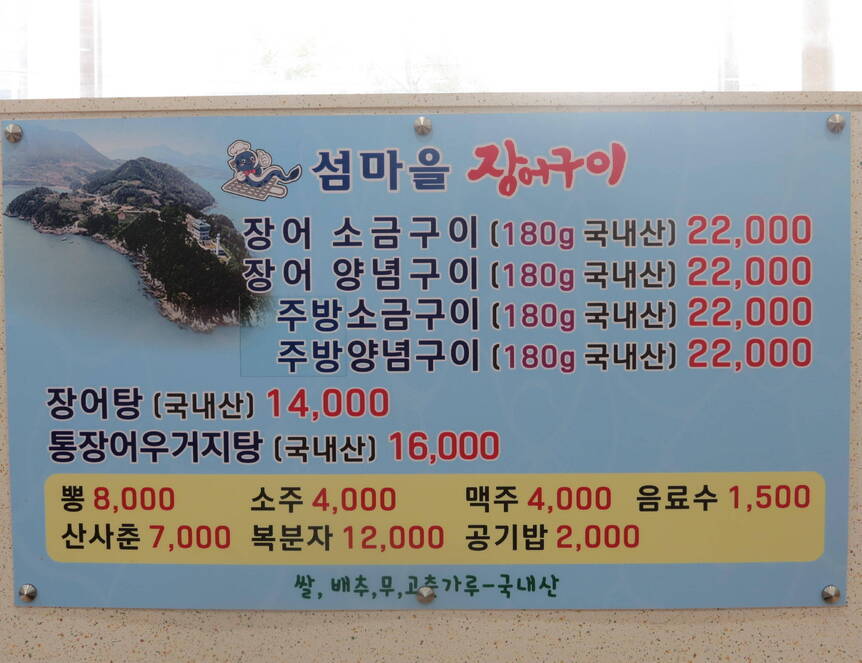 섬마을 장어구이
장어 소금구이 (180g 국내산) 22,000
장어 양념구이 (180g 국내산) 22,000
주방소금구이 (180g 국내산) 22,000
주방양념구이 (180g 국내산) 22,000
장어탕 (국내산) 14,000
통장어우거지탕 (국내산) 16,000
뽕 8,000 소주 4,000 맥주 4,000 음료수 1,500
산사춘 7,000 복분자 12,000 공기밥 2,000
쌀, 배추,무,고춧가루-국내산